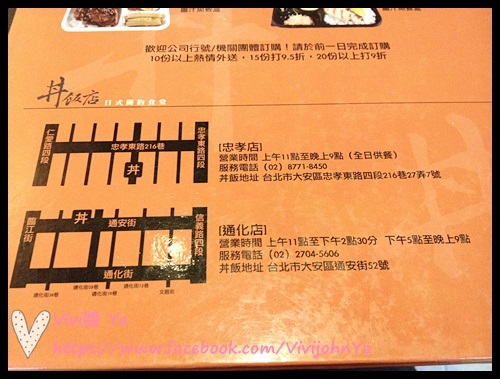 歡迎公司行號/機關團體訂購！請於前一日完成訂購
10份以上熱情外送，15份打9.5折，20份以上打9折
丼飯店 日式簡約食堂
仁愛路四段
忠孝東路216巷
忠孝東路四段
丼
[忠孝店]
營業時間 上午11點至晚上9點（全日供餐）
服務電話（02）8771-8450
丼飯地址 台北市大安區忠孝東路四段216巷27弄7號
臨江街
丼
通安街
信義路四段
通化街
[通化店]
營業時間 上午11點至下午2點30分 下午5點至晚上9點
服務電話（02）2704-5606
丼飯地址 台北市大安區通安街52號
Vivi醬 Ya
https://www.facebook.com/VivijohnYa